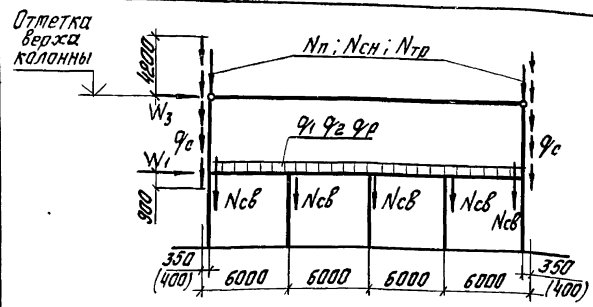 Отметка
верха
колонны
4200
Nп ; Nсн ; Nтр
W3
qс
q1 q2 qр
qс
W1
900
Nсв
Nсв
Nсв
Nсв
Nсв
350
(400)
6000
6000
6000
6000
350
(400)